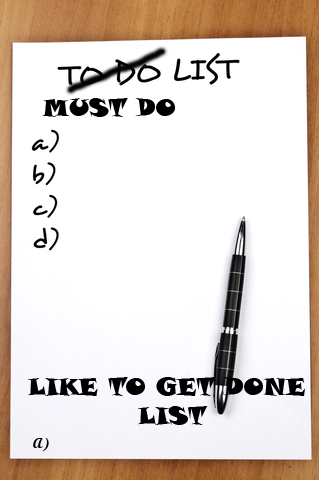 TO DO LIST
MUST DO
a)
b)
c)
d)
LIKE TO GET DONE
LIST
a)